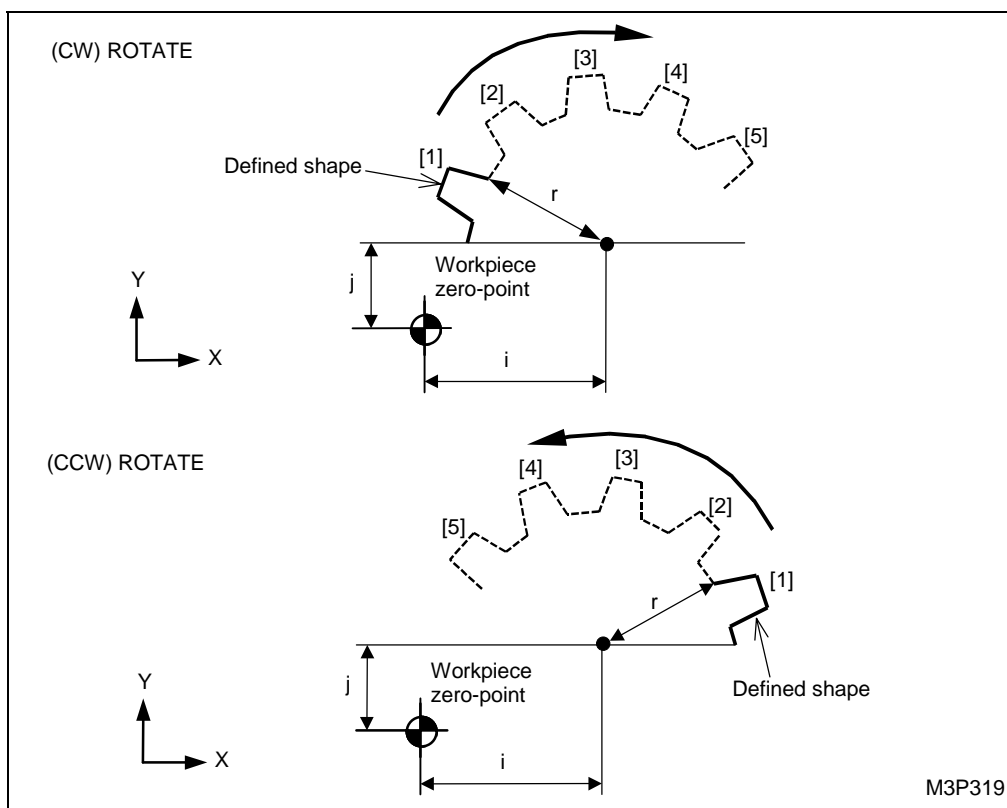 (CW) ROTATE
[3]
[4]
[2]
[5]
[1]
Defined shape
r
j
Workpiece
zero-point
Y
X
i
(CCW) ROTATE
[3]
[4]
[2]
[5]
[1]
r
j
Workpiece
zero-point
Defined shape
Y
X
i
M3P319